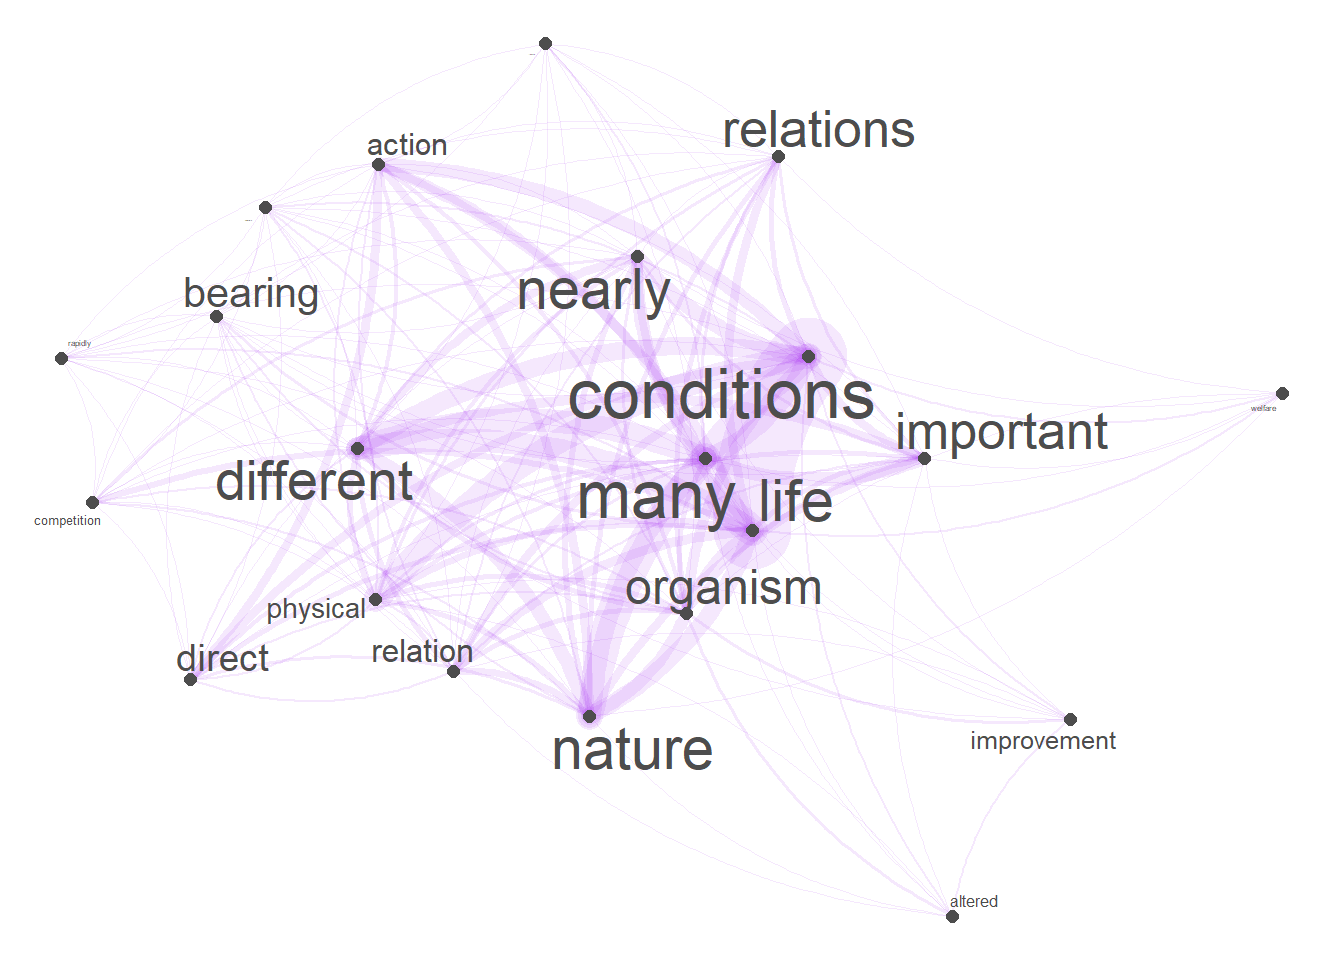 relations
action
nearly
bearing
rapidly
conditions
welfare
important
different
many
life
competition
organism
physical
relation
direct
nature
improvement
altered